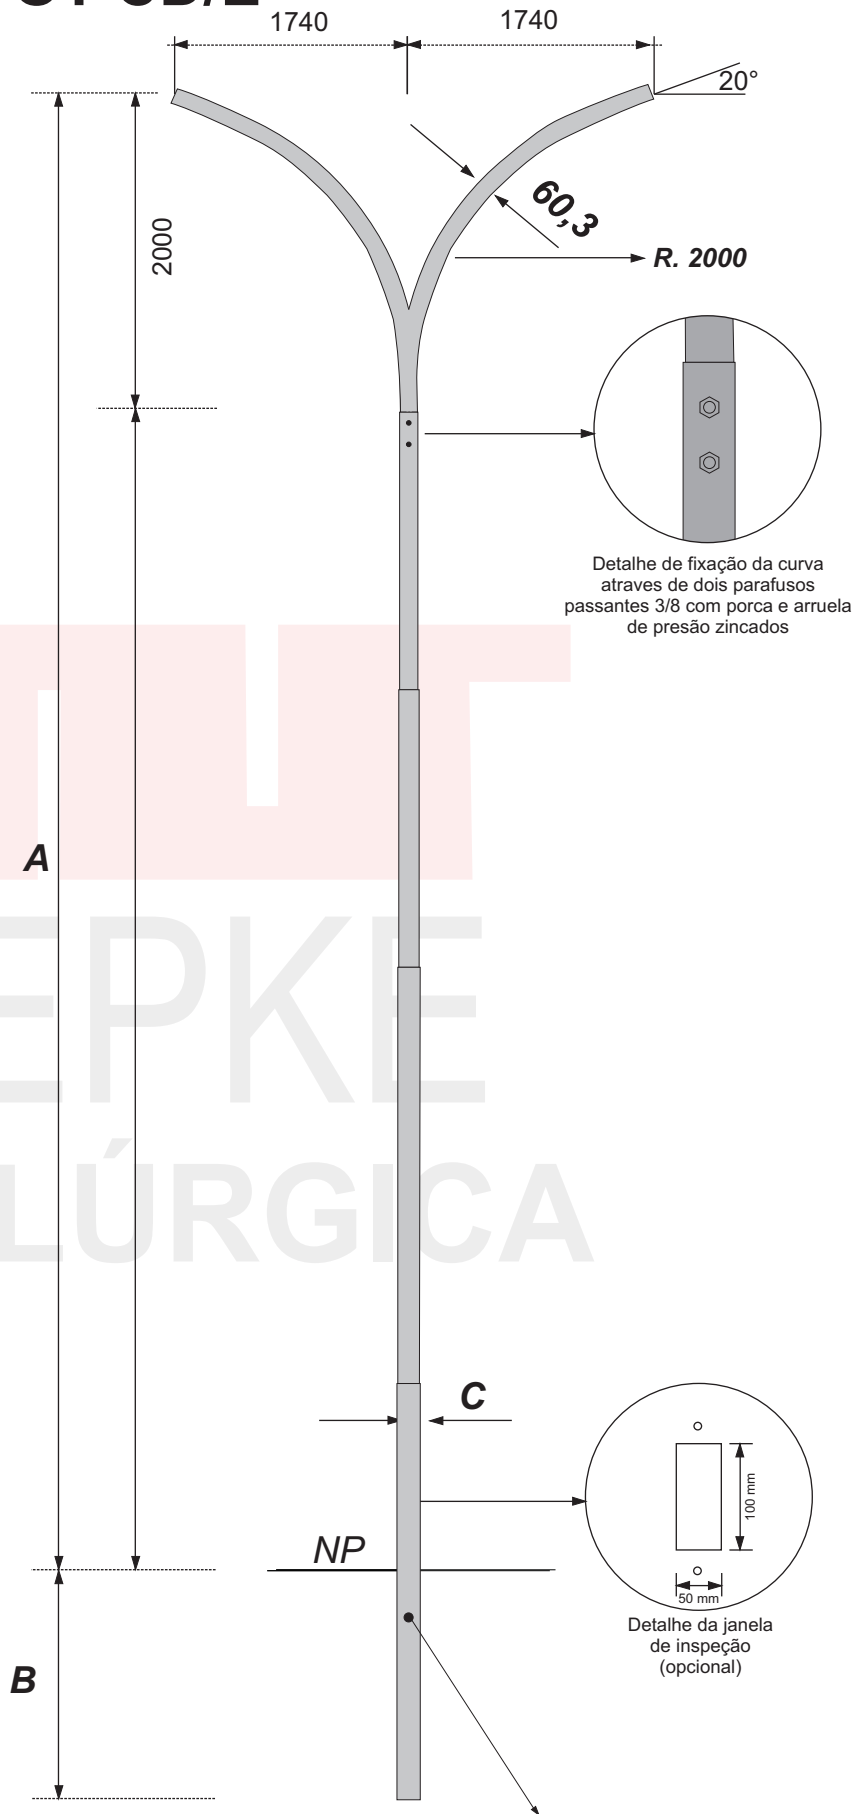 1740
1740
20°
2000
60,3
R. 2000
Detalhe de fixação da curva
atraves de dois parafusos
passantes 3/8 com porca e arruela
de presão zincados
A
EPKE
LÚRGICA
C
100 mm
NP
50 mm
Detalhe da janela
de inspeção
(opcional)
B